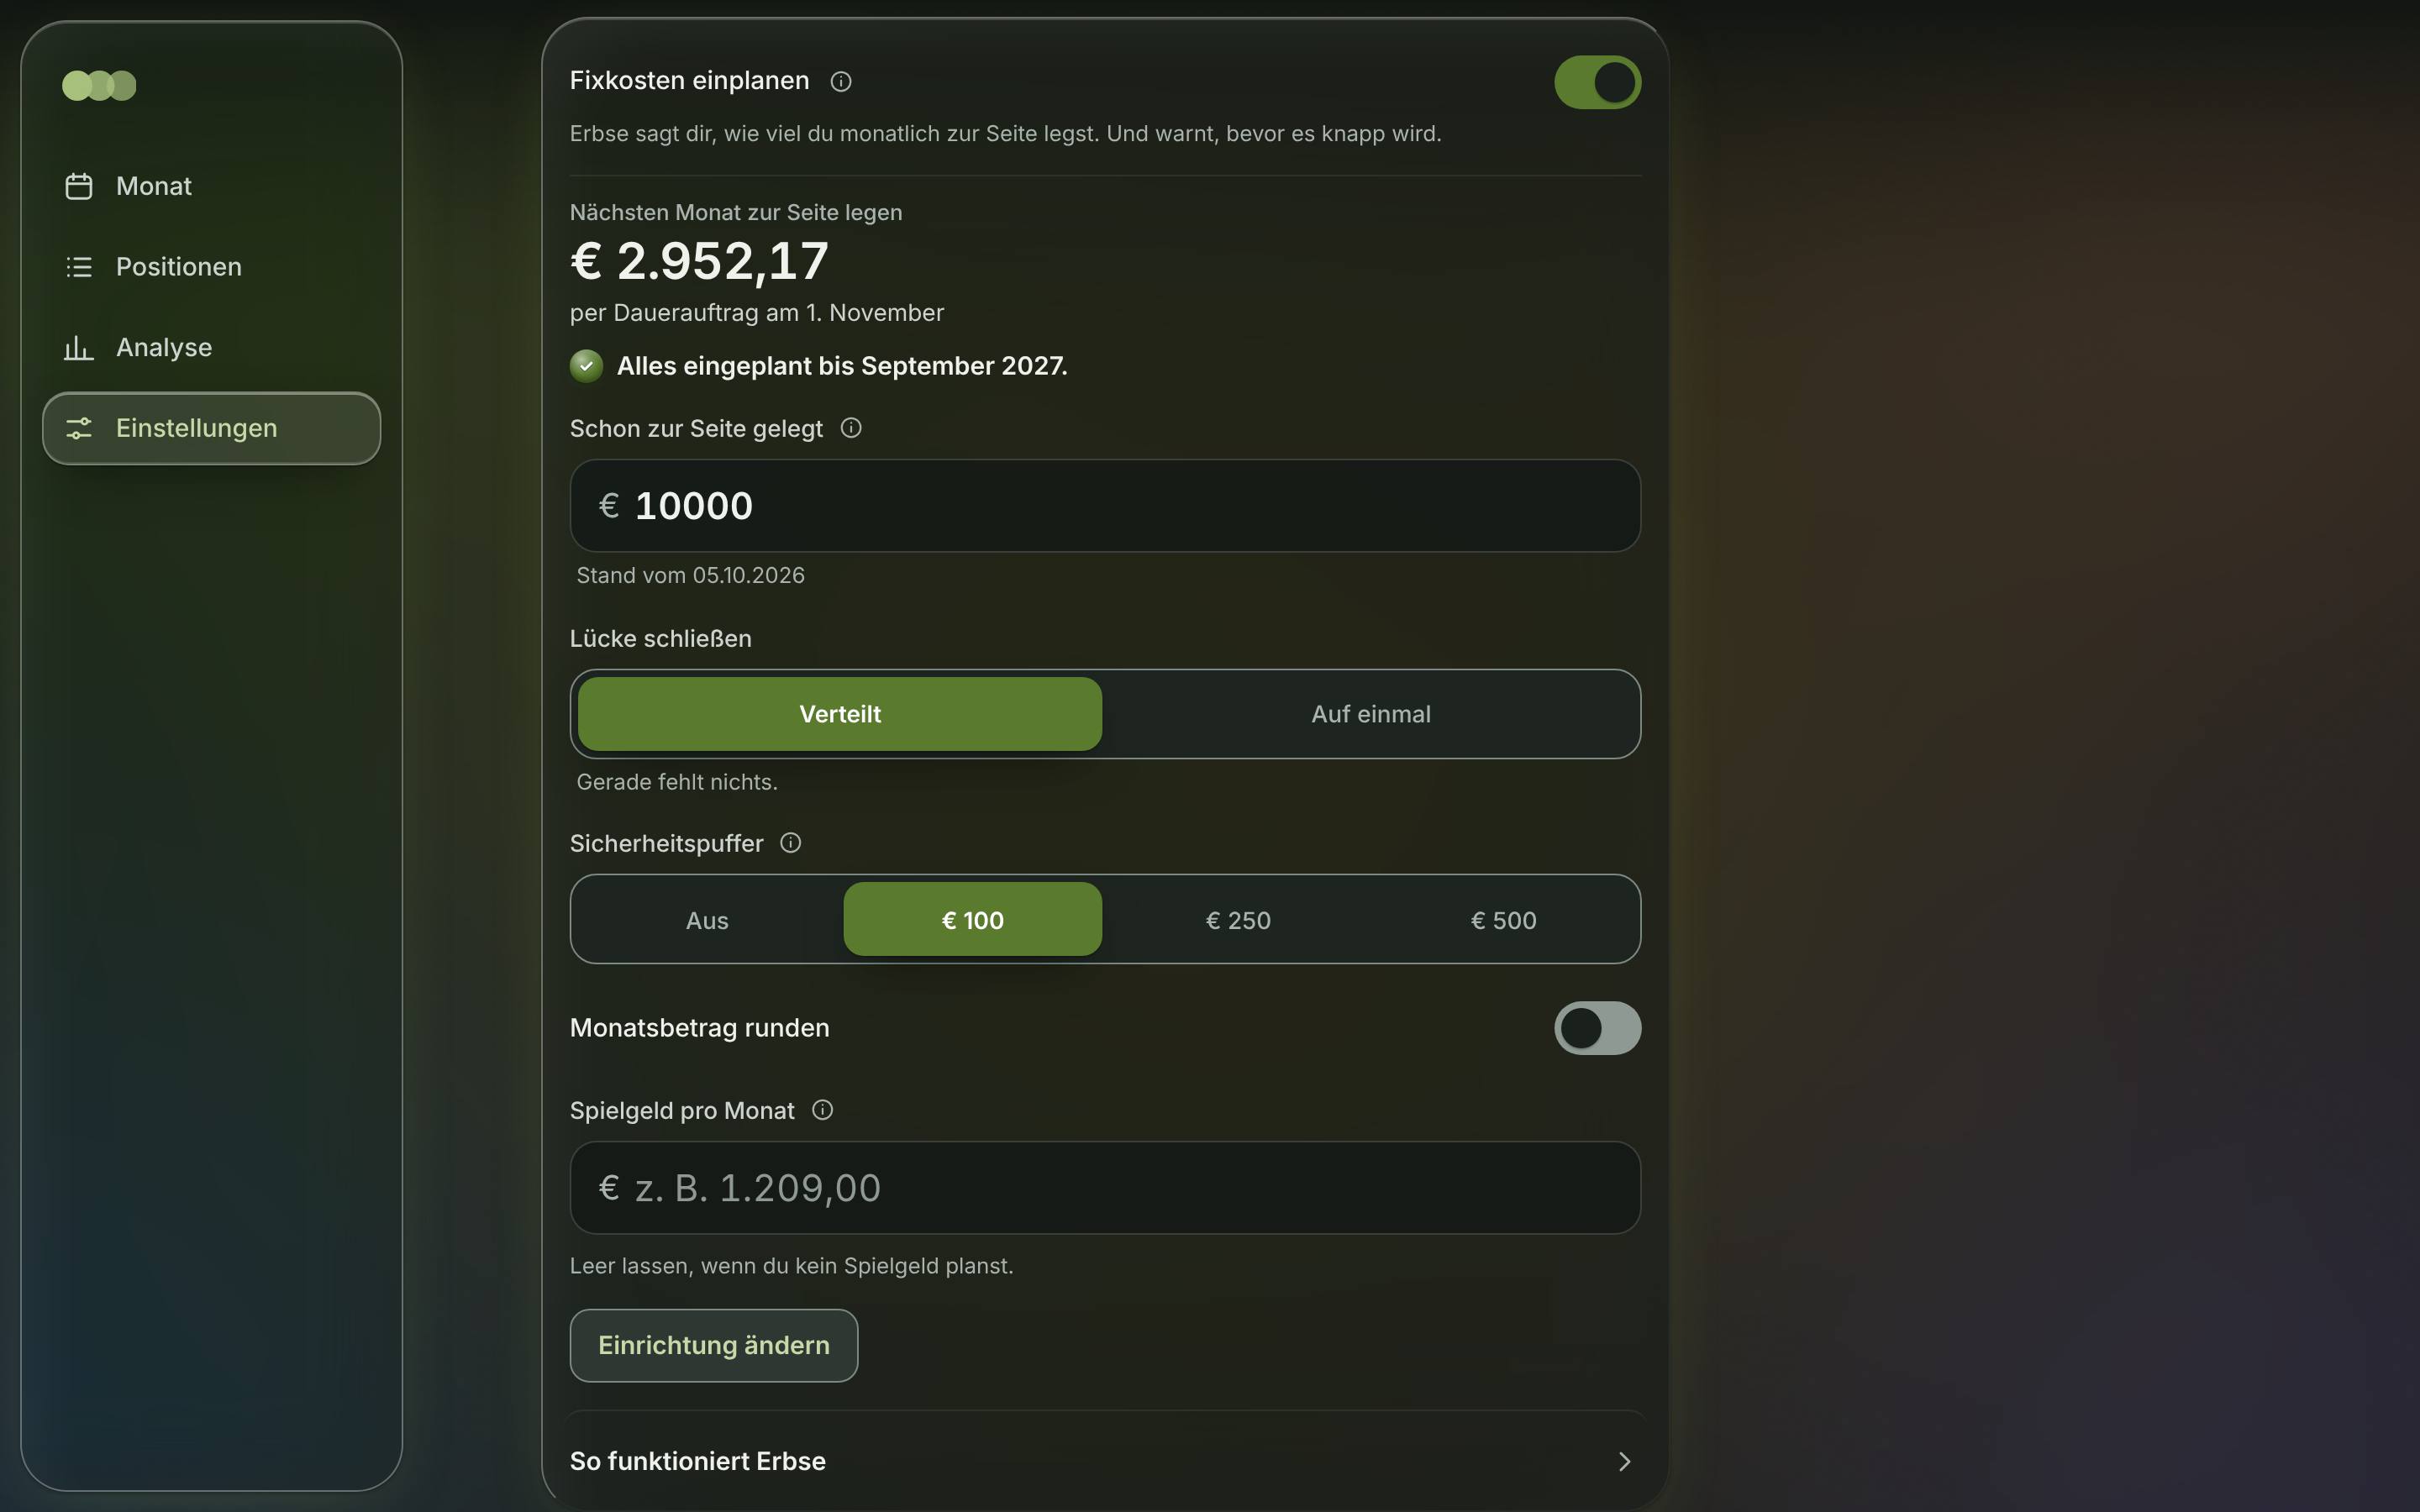 Monat
Positionen
Analyse
Einstellungen
Fixkosten einplanen
Erbse sagt dir, wie viel du monatlich zur Seite legst. Und warnt, bevor es knapp wird.
Nächsten Monat zur Seite legen
€ 2.952,17
per Dauerauftrag am 1. November
Alles eingeplant bis September 2027.
Schon zur Seite gelegt
€ 10000
Stand vom 05.10.2026
Lücke schließen
Verteilt
Auf einmal
Gerade fehlt nichts.
Sicherheitspuffer
Aus
€ 100
€ 250
€ 500
Monatsbetrag runden
Spielgeld pro Monat
€ z. B. 1.209,00
Leer lassen, wenn du kein Spielgeld planst.
Einrichtung ändern
So funktioniert Erbse